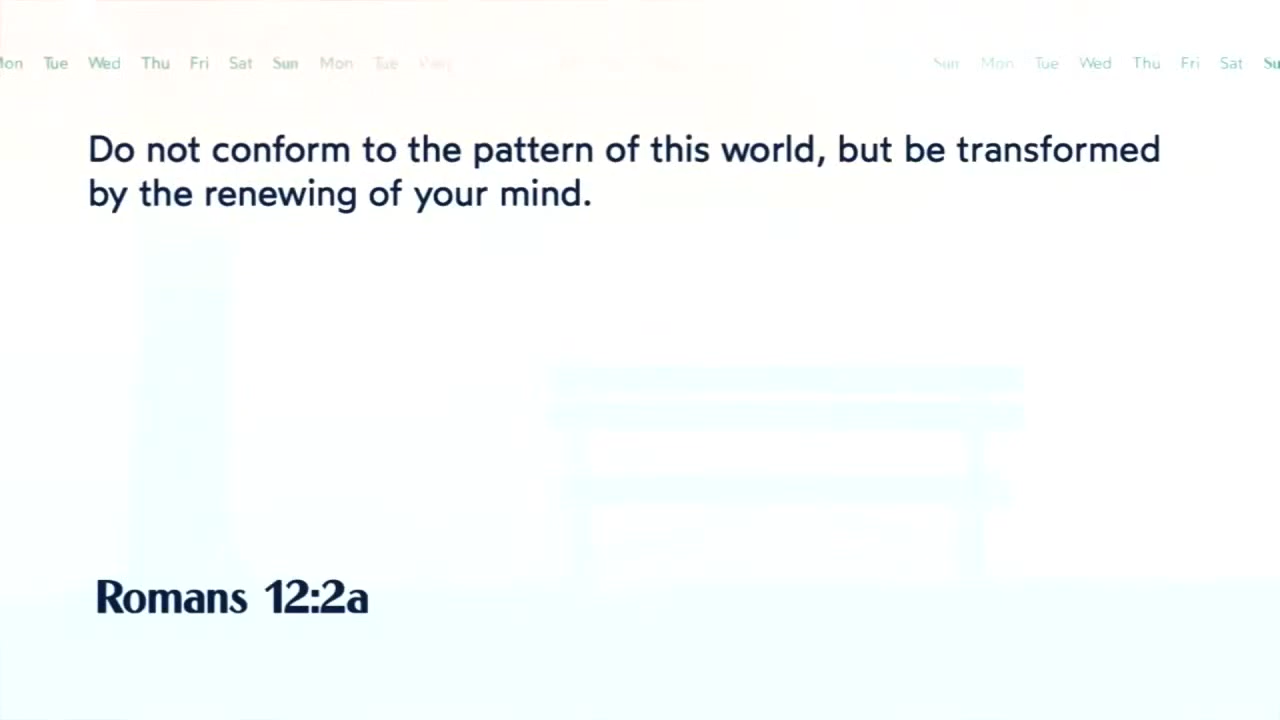 Tue Wed Thu Fri Sat Sun Mon Tue Sun Mon Tue Wed Thu Fri Sat
Do not conform to the pattern of this world, but be transformed
by the renewing of your mind.
Romans 12:2a